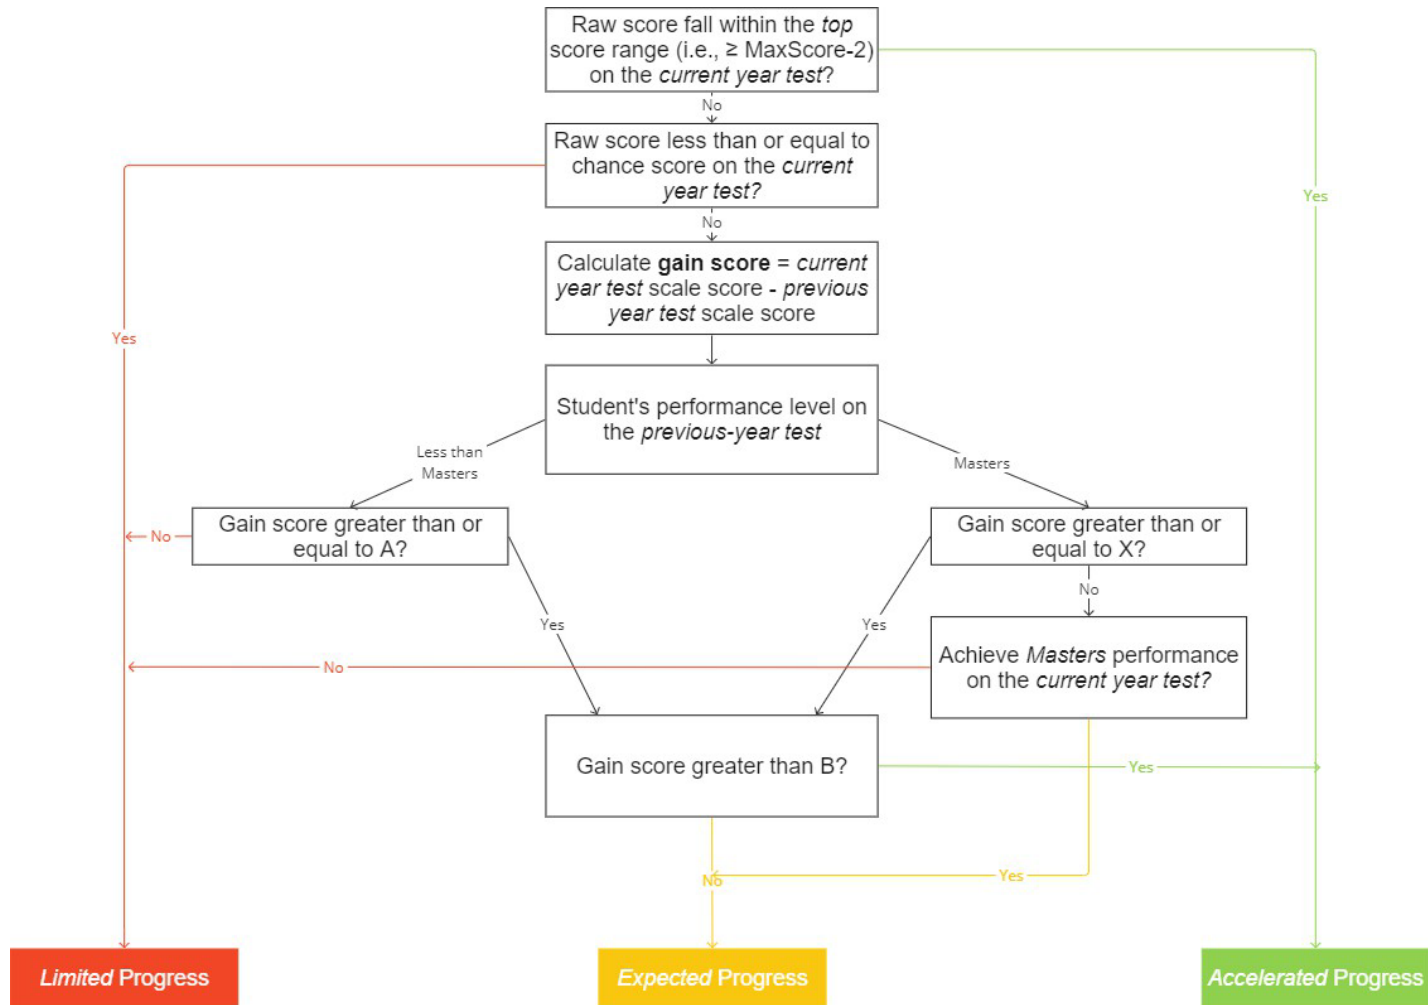 Raw score fall within the top
score range (i.e., ≥ MaxScore-2)
on the current year test?
No
Raw score less than or equal to
chance score on the current
year test?
Yes
No
Calculate gain score = current
year test scale score - previous
year test scale score
Yes
Student's performance level on
the previous-year test
Less than
Masters
Masters
Gain score greater than or
equal to A?
Gain score greater than or
equal to X?
No
No
Yes
Yes
Achieve Masters performance
on the current year test?
No
Gain score greater than B?
Yes
No
Yes
Limited Progress
Expected Progress
Accelerated Progress